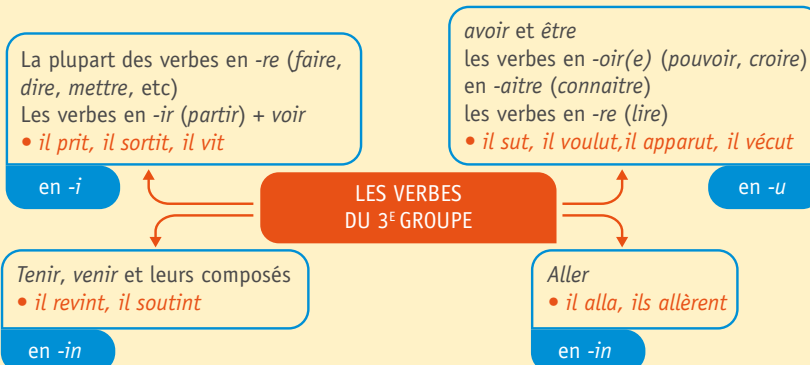 La plupart des verbes en -re (faire,
dire, mettre, etc)
Les verbes en -ir (partir) + voir
• il prit, il sortit, il vit
en -i
avoir et être
les verbes en -oir(e) (pouvoir, croire)
en -aitre (connaitre)
les verbes en -re (lire)
• il sut, il voulut,il apparut, il vécut
en -u
LES VERBES
DU 3E GROUPE
Tenir, venir et leurs composés
• il revint, il soutint
en -in
Aller
• il alla, ils allèrent
en -in